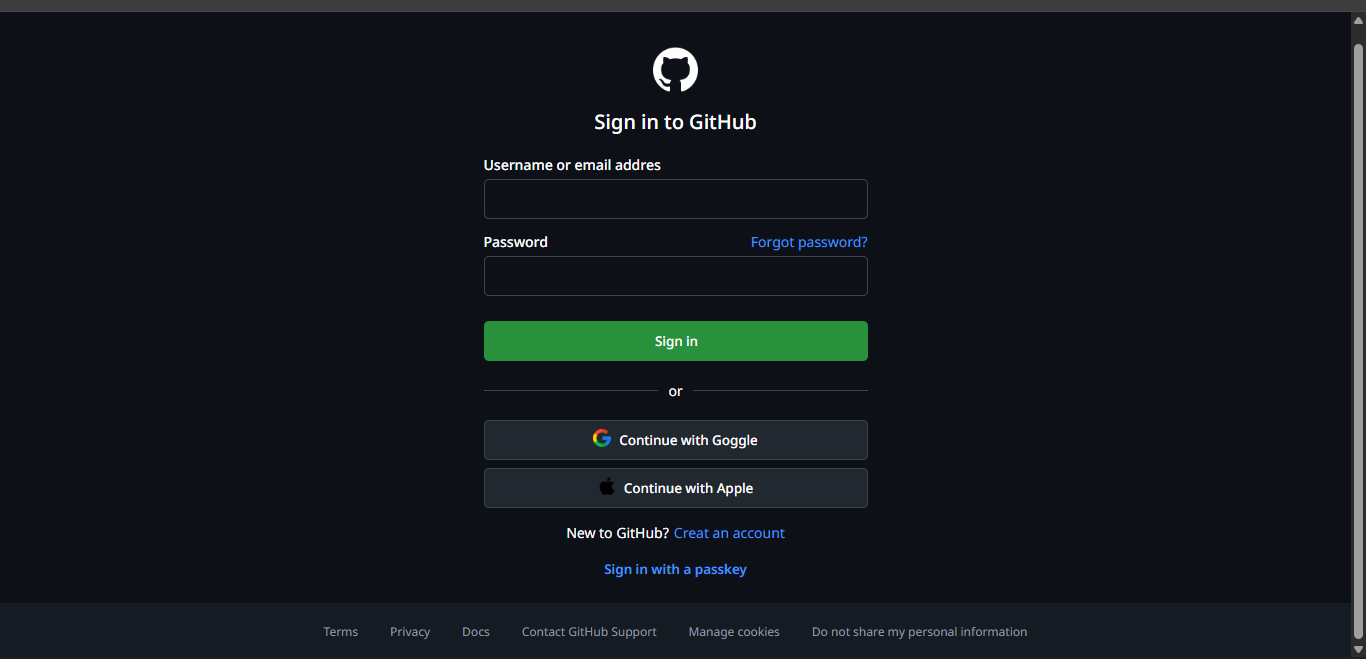 Sign in to GitHub
Username or email addres
Password Forgot password?
Sign in
or
Continue with Goggle
Continue with Apple
New to GitHub? Creat an account
Sign in with a passkey
Terms Privacy Docs Contact GitHub Support Manage cookies Do not share my personal information